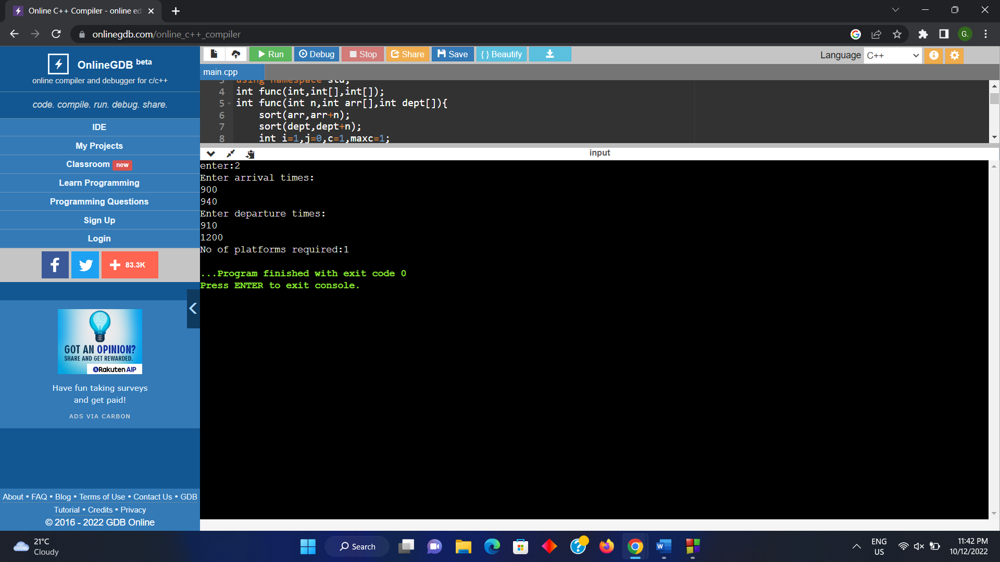 Online C++ Compiler - online ed
onlinegdb.com/online_c++_compiler
G.
OnlineGDB beta
online compiler and debugger for c/c++
code. compile. run. debug. share.
IDE
My Projects
Classroom new
Learn Programming
Programming Questions
Sign Up
Login
83.3K
GOT AN OPINION?
SHARE AND GET REWARDED.
Rakuten AIP
Have fun taking surveys
and get paid!
ADS VIA CARBON
About • FAQ • Blog • Terms of Use • Contact Us • GDB
Tutorial • Credits • Privacy
© 2016 - 2022 GDB Online
Run Debug Stop Share Save {} Beautify
Language C++
main.cpp
3 using namespace std;
4 int func(int,int[],int[]);
5 int func(int n,int arr[],int dept[]){
6 sort(arr,arr+n);
7 sort(dept,dept+n);
8 int i=1,j=0,c=1,maxc=1;
input
enter:2
Enter arrival times:
900
940
Enter departure times:
910
1200
No of platforms required:1
...Program finished with exit code 0
Press ENTER to exit console.
21°C
Cloudy
Search
ENG
US
11:42 PM
10/12/2022